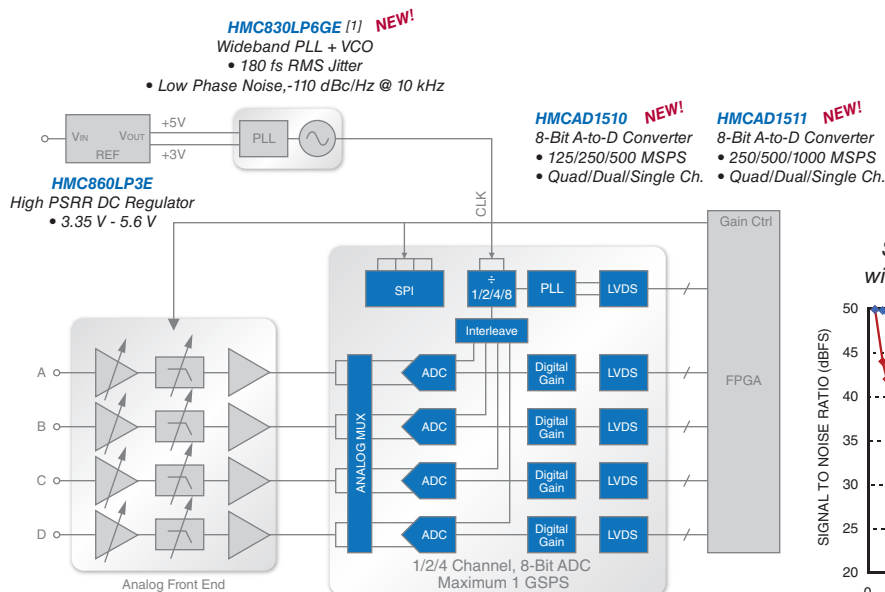 HMC830LP6GE [1] NEW!
Wideband PLL + VCO
• 180 fs RMS Jitter
• Low Phase Noise,-110 dBc/Hz @ 10 kHz
VIN VOUT
REF
+5V
+3V
PLL
HMC860LP3E
High PSRR DC Regulator
• 3.35 V - 5.6 V
HMCAD1510 NEW!
8-Bit A-to-D Converter
• 125/250/500 MSPS
• Quad/Dual/Single Ch.
HMCAD1511 NEW!
8-Bit A-to-D Converter
• 250/500/1000 MSPS
• Quad/Dual/Single Ch.
CLK
Gain Ctrl
SPI
÷
1/2/4/8
PLL
LVDS
Interleave
A
B
C
D
ANALOG MUX
ADC
Digital
Gain
LVDS
ADC
Digital
Gain
LVDS
ADC
Digital
Gain
LVDS
ADC
Digital
Gain
LVDS
FPGA
Analog Front End
1/2/4 Channel, 8-Bit ADC
Maximum 1 GSPS
S
wi
SIGNAL TO NOISE RATIO (dBFS)
50
45
40
35
30
25
20
0